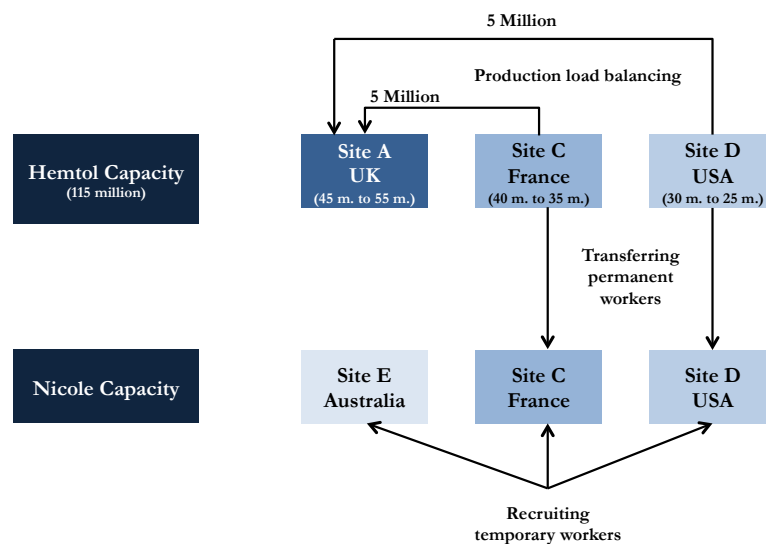 5 Million
Production load balancing
5 Million
Hemtol Capacity
(115 million)
Site A
UK
(45 m. to 55 m.)
Site C
France
(40 m. to 35 m.)
Site D
USA
(30 m. to 25 m.)
Transferring
permanent
workers
Nicole Capacity
Site E
Australia
Site C
France
Site D
USA
Recruiting
temporary workers